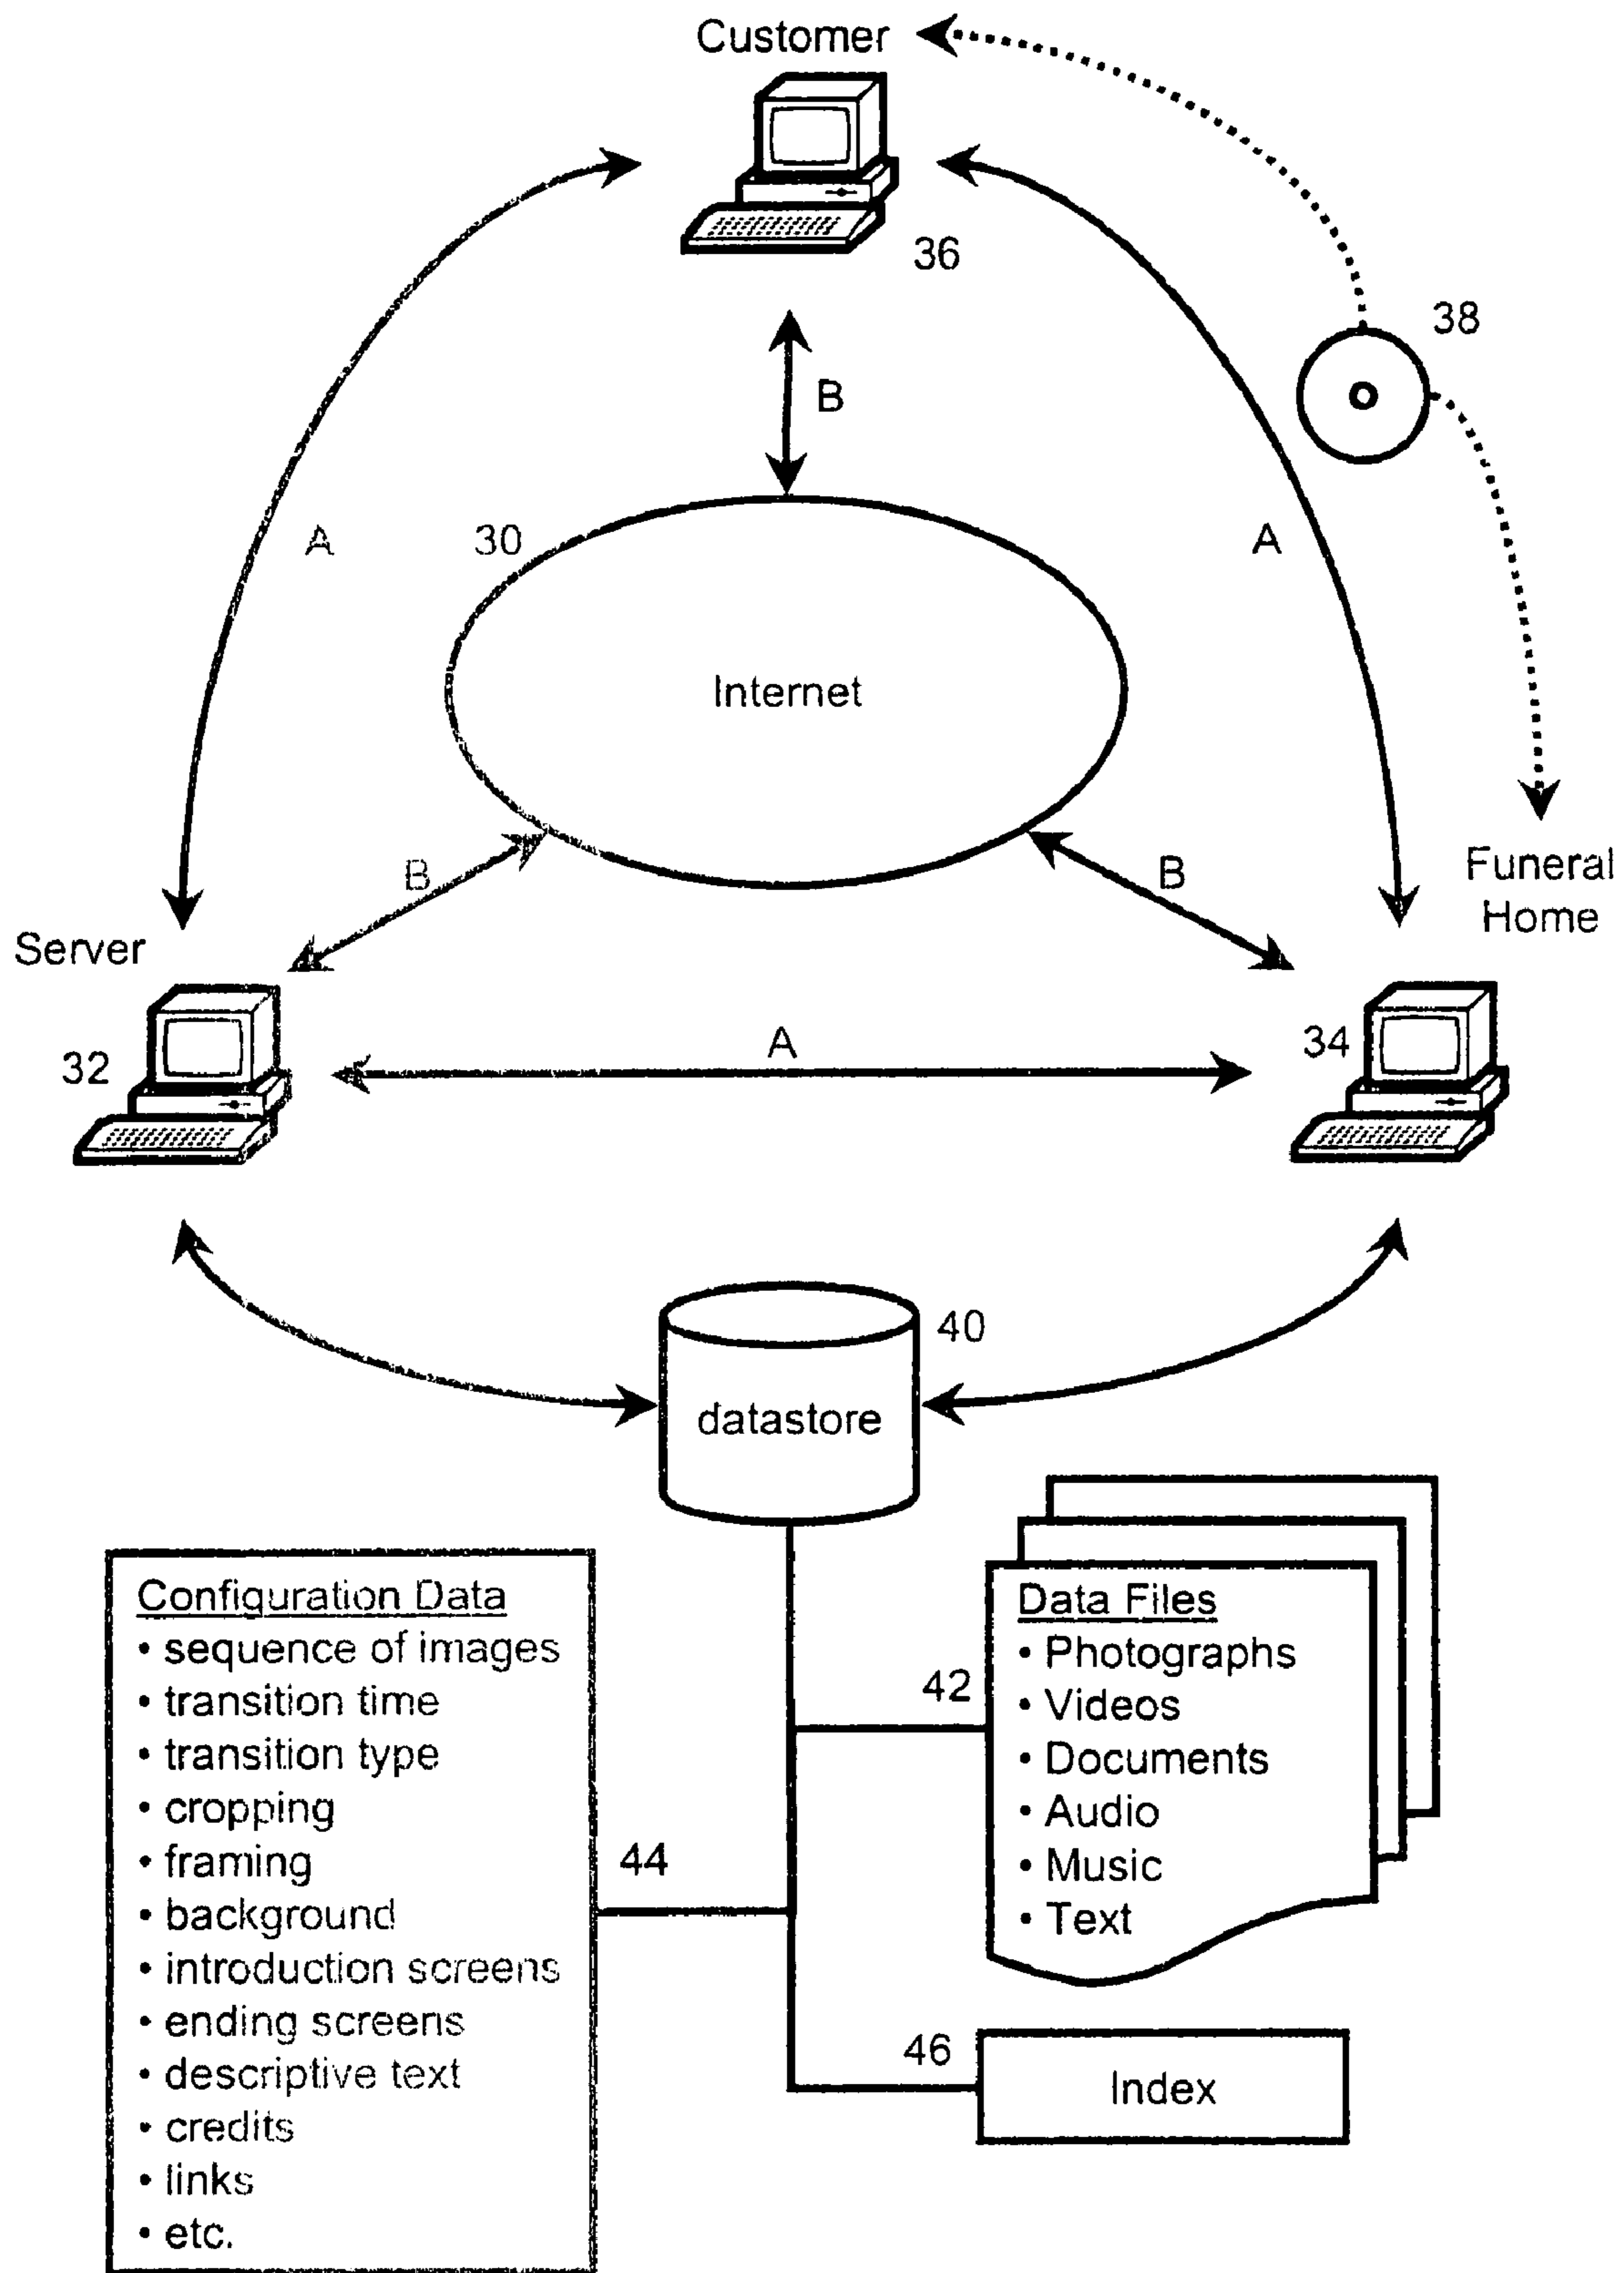 Customer
36
38
B
A
30
A
Internet
B
B
Funeral
Home
Server
32
A
34
40
datastore
Configuration Data
• sequence of images
• transition time
• transition type
• cropping
• framing
• background
• introduction screens
• ending screens
• descriptive text
• credits
• links
• etc.
44
42
Data Files
• Photographs
• Videos
• Documents
• Audio
• Music
• Text
46
Index